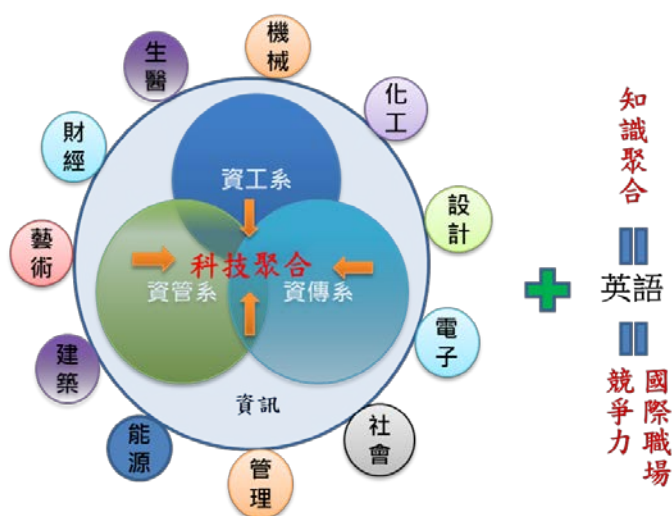 機械
化工
設計
電子
社會
管理
能源
建築
藝術
財經
生醫
資工系
科技聚合
資管系
資傳系
資訊
知識聚合
英語
國際職場
競爭力